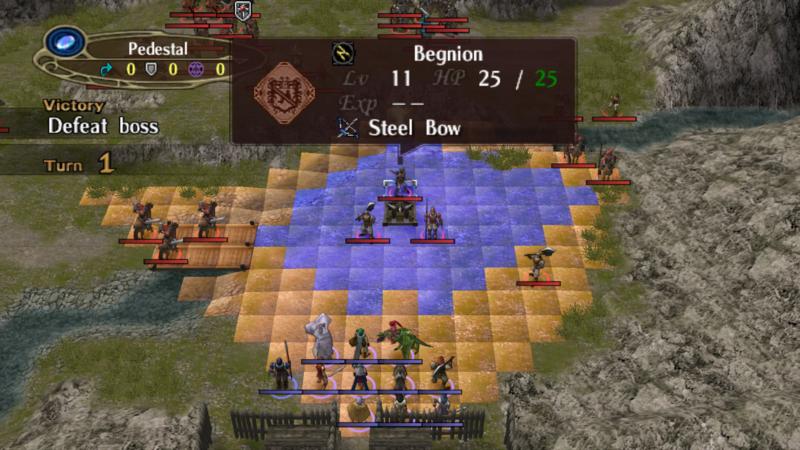 Pedestal
0 0 0
Begnion
Lv 11 HP 25 / 25
Exp --
Steel Bow
Victory
Defeat boss
Turn 1